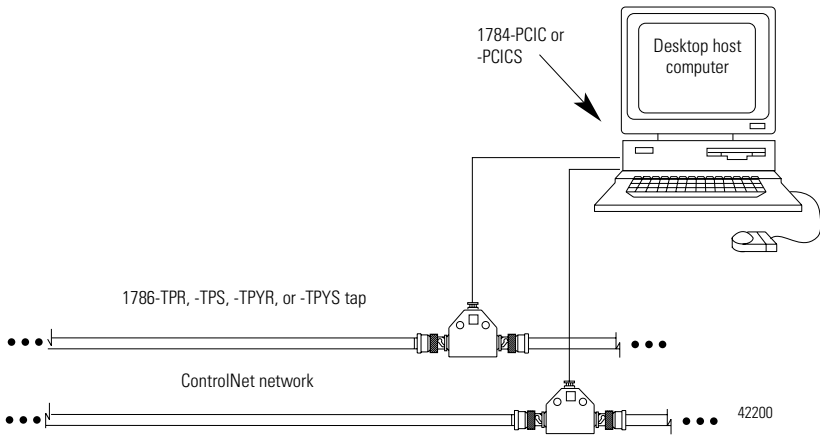 1784-PCIC or
-PCICS
Desktop host
computer
1786-TPR, -TPS, -TPYR, or -TPYS tap
ControlNet network
42200